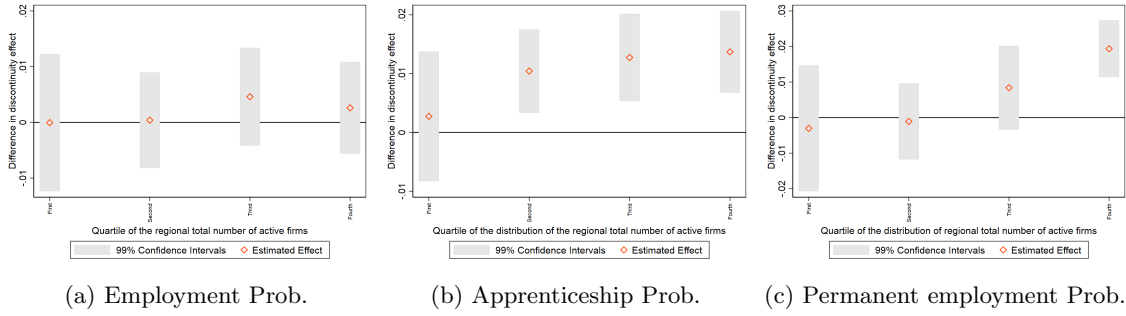 Difference in discontinuity effect
.02
.01
0
-.01
First
Second
Third
Fourth
Quartile of the regional total number of active firms
99% Confidence Intervals
Estimated Effect
(a) Employment Prob.
Difference in discontinuity effect
.02
.01
0
-.01
First
Second
Third
Fourth
Quartile of the distribution of the regional total number of active firms
99% Confidence Intervals
Estimated Effect
(b) Apprenticeship Prob.
Difference in discontinuity effect
.03
.02
.01
0
-.01
-.02
First
Second
Third
Fourth
Quartile of the distribution of regional total number of active firms
99% Confidence Intervals
Estimated Effect
(c) Permanent employment Prob.